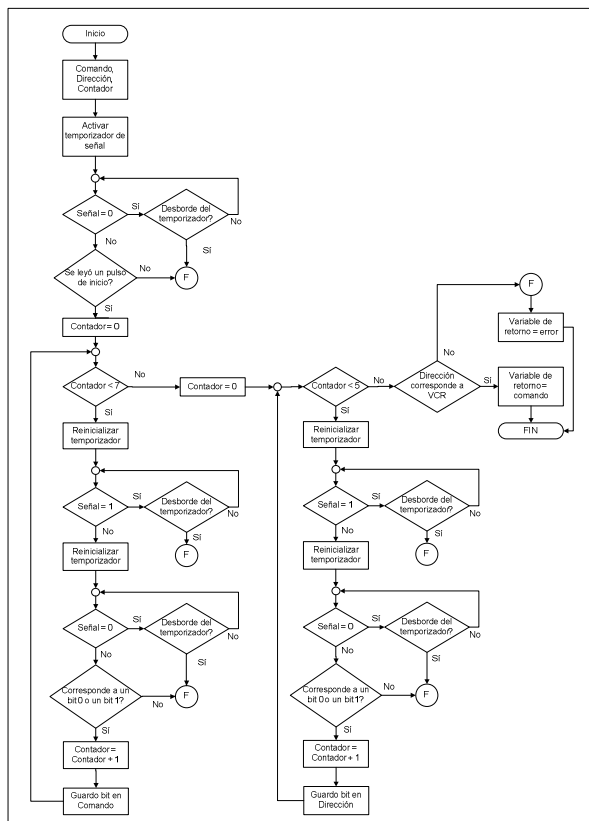 Inicio
Comando,
Dirección,
Contador
Activar
temporizador de
señal
Señal = 0
Sí
Desborde del
temporizador?
No
No
Sí
Se leyó un pulso
de inicio?
No
F
Sí
Contador = 0
Contador < 7
No
Contador = 0
Sí
Reinicializar
temporizador
Señal = 1
Sí
Desborde del
temporizador?
No
No
Sí
F
Reinicializar
temporizador
Señal = 0
Sí
Desborde del
temporizador?
No
No
Sí
Corresponde a un
bit 0 o un bit 1?
No
F
Sí
Contador =
Contador + 1
Guardo bit en
Comando
Contador < 5
No
Dirección
corresponde a
VCR
No
F
Variable de
retorno = error
Sí
Variable de
retorno =
comando
FIN
Sí
Reinicializar
temporizador
Señal = 1
Sí
Desborde del
temporizador?
No
No
Sí
F
Reinicializar
temporizador
Señal = 0
Sí
Desborde del
temporizador?
No
No
Sí
Corresponde a un
bit 0 o un bit 1?
No
F
Sí
Contador =
Contador + 1
Guardo bit en
Dirección